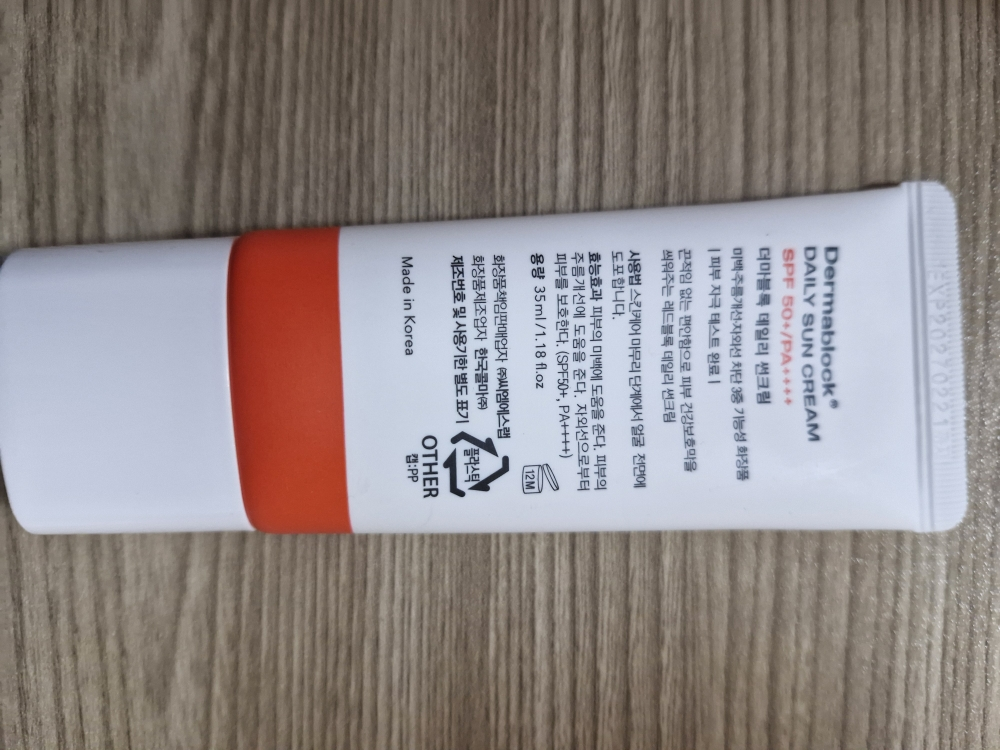 Dermablock®
DAILY SUN CREAM
SPF 50+/PA++++
더마블록 데일리 썬크림
미백·주름개선·자외선 차단 3중 기능성 화장품
| 피부 자극 테스트 완료 |
끈적임 없는 편안함으로 피부 건강보호막을
씌워주는 레드블록 데일리 썬크림
사용법 스킨케어 마무리 단계에서 얼굴 전면에
도포합니다.
효능효과 피부의 미백에 도움을 준다. 피부의
주름개선에 도움을 준다. 자외선으로부터
피부를 보호한다. (SPF50+, PA++++)
용량 35ml/1.18 fl.oz
12M
화장품책임판매업자 ㈜씨엠에스랩
화장품제조업자 한국콜마㈜
제조번호 및 사용기한 별도 표기
플라스틱
OTHER
캡:PP
Made in Korea